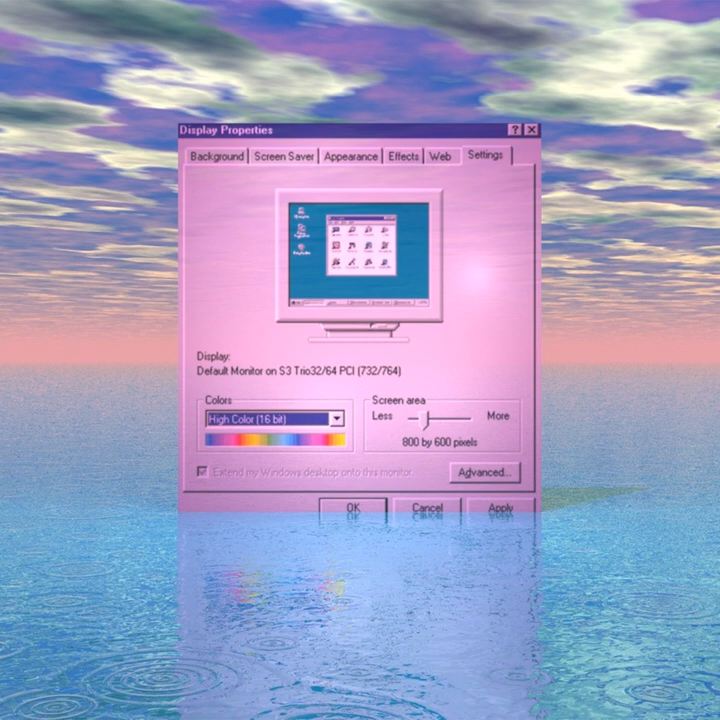 Display Properties
Background Screen Saver Appearance Effects Web Settings
Display:
Default Monitor on S3 Trio32/64 PCI (732/764)
Colors
Screen area
High Color (16 bit)
Less More
800 by 600 pixels
Extend my Windows desktop onto this monitor.
Advanced...
OK Cancel Apply